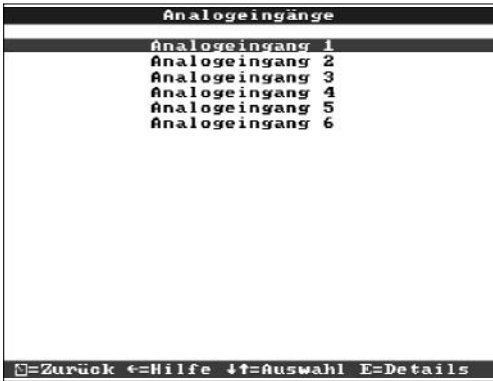 Analogeingänge
Analogeingang 1
Analogeingang 2
Analogeingang 3
Analogeingang 4
Analogeingang 5
Analogeingang 6
=Zurück ←=Hilfe ↓↑=Auswahl E=Details